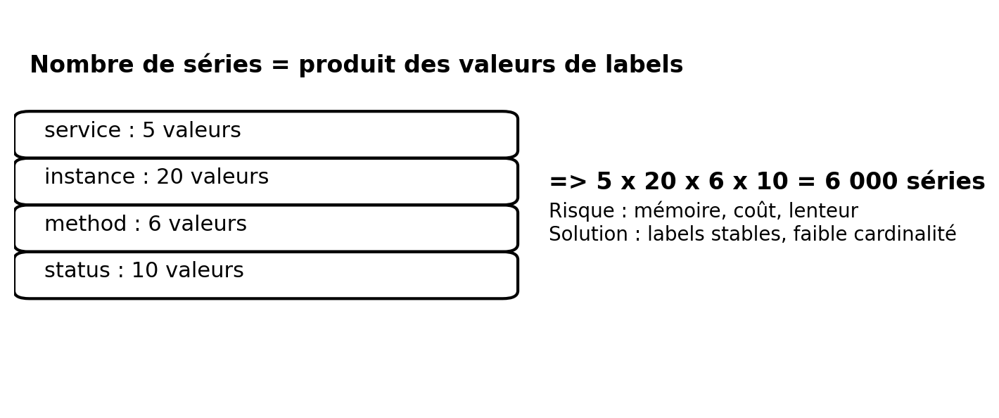 Nombre de séries = produit des valeurs de labels
service : 5 valeurs
instance : 20 valeurs
method : 6 valeurs
status : 10 valeurs
=> 5 x 20 x 6 x 10 = 6 000 séries
Risque : mémoire, coût, lenteur
Solution : labels stables, faible cardinalité